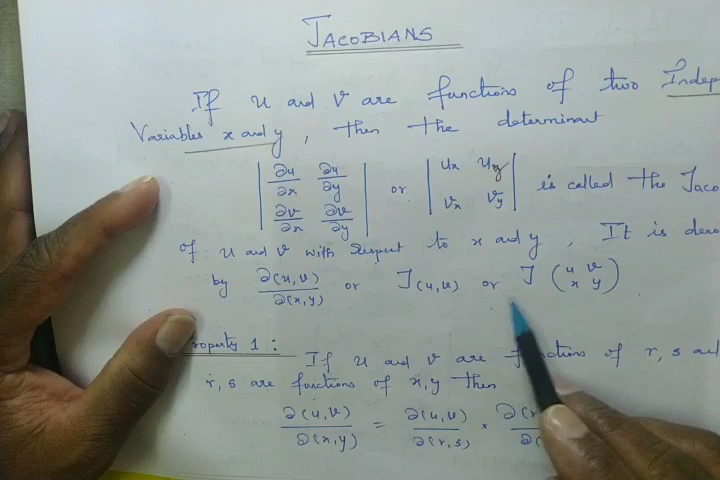 JACOBIANS
If u and v are functions of two Indep
Variables x and y, then the determinant
| ∂u/∂x ∂u/∂y ; ∂v/∂x ∂v/∂y | or | ux uy ; vx vy | is called the Jaco
of u and v with respect to x and y, It is deno
by ∂(u,v)/∂(x,y) or J(u,v) or J (u v ; x y)
roperty 1: If u and v are functions of r, s and
r, s are functions of x, y then
∂(u,v)/∂(x,y) = ∂(u,v)/∂(r,s) × ∂(r